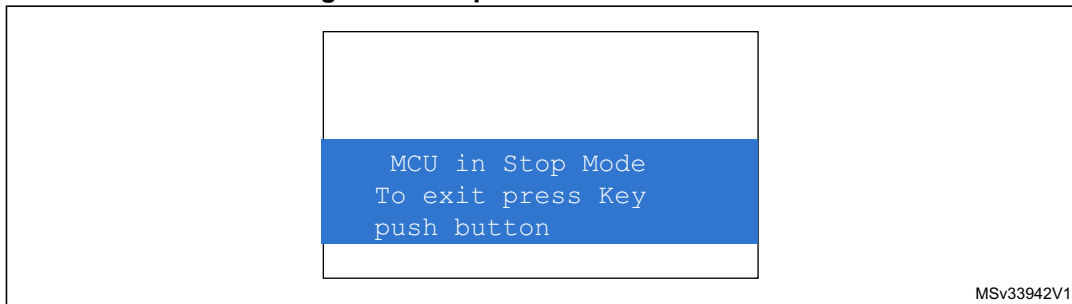 MCU in Stop Mode
To exit press Key
push button
MSv33942V1